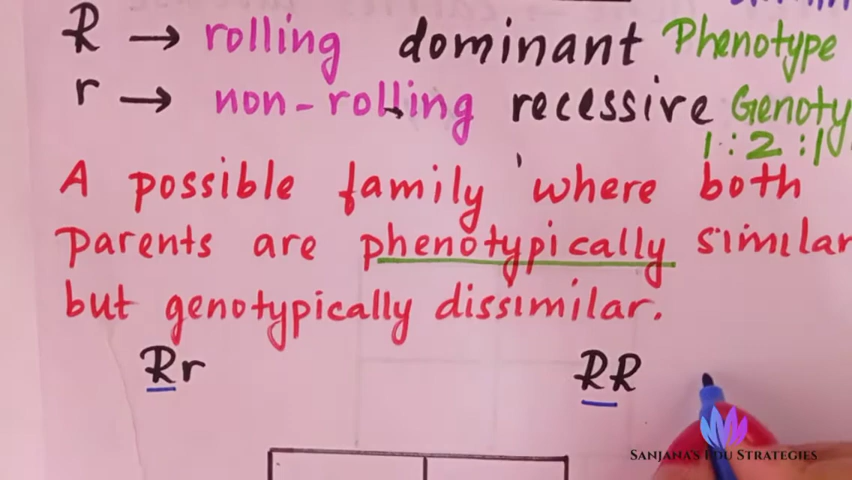 R → rolling dominant Phenotype
r → non-rolling recessive Genoty
1:2:1
A possible family where both
Parents are phenotypically similar
but genotypically dissimilar.
Rr RR
SANJANA'S EDU STRATEGIES